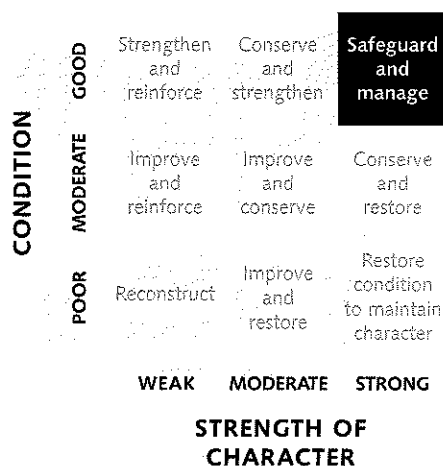 CONDITION
GOOD
Strengthen
and
reinforce
Conserve
and
strengthen
Safeguard
and
manage
MODERATE
Improve
and
reinforce
Improve
and
conserve
Conserve
and
restore
POOR
Reconstruct
Improve
and
restore
Restore
condition
to maintain
character
WEAK MODERATE STRONG
STRENGTH OF
CHARACTER